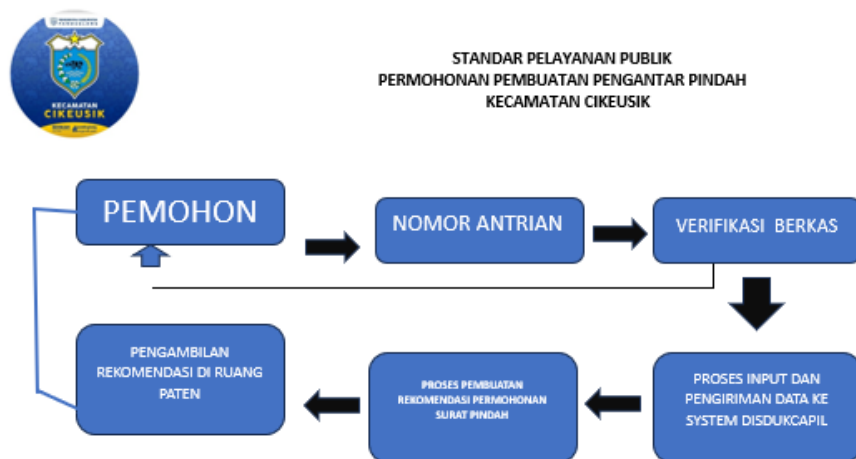 KECAMATAN
CIKEUSIK
STANDAR PELAYANAN PUBLIK
PERMOHONAN PEMBUATAN PENGANTAR PINDAH
KECAMATAN CIKEUSIK
PEMOHON
NOMOR ANTRIAN
VERIFIKASI BERKAS
PENGAMBILAN
REKOMENDASI DI RUANG
PATEN
PROSES PEMBUATAN
REKOMENDASI PERMOHONAN
SURAT PINDAH
PROSES INPUT DAN
PENGIRIMAN DATA KE
SYSTEM DISDUKCAPIL